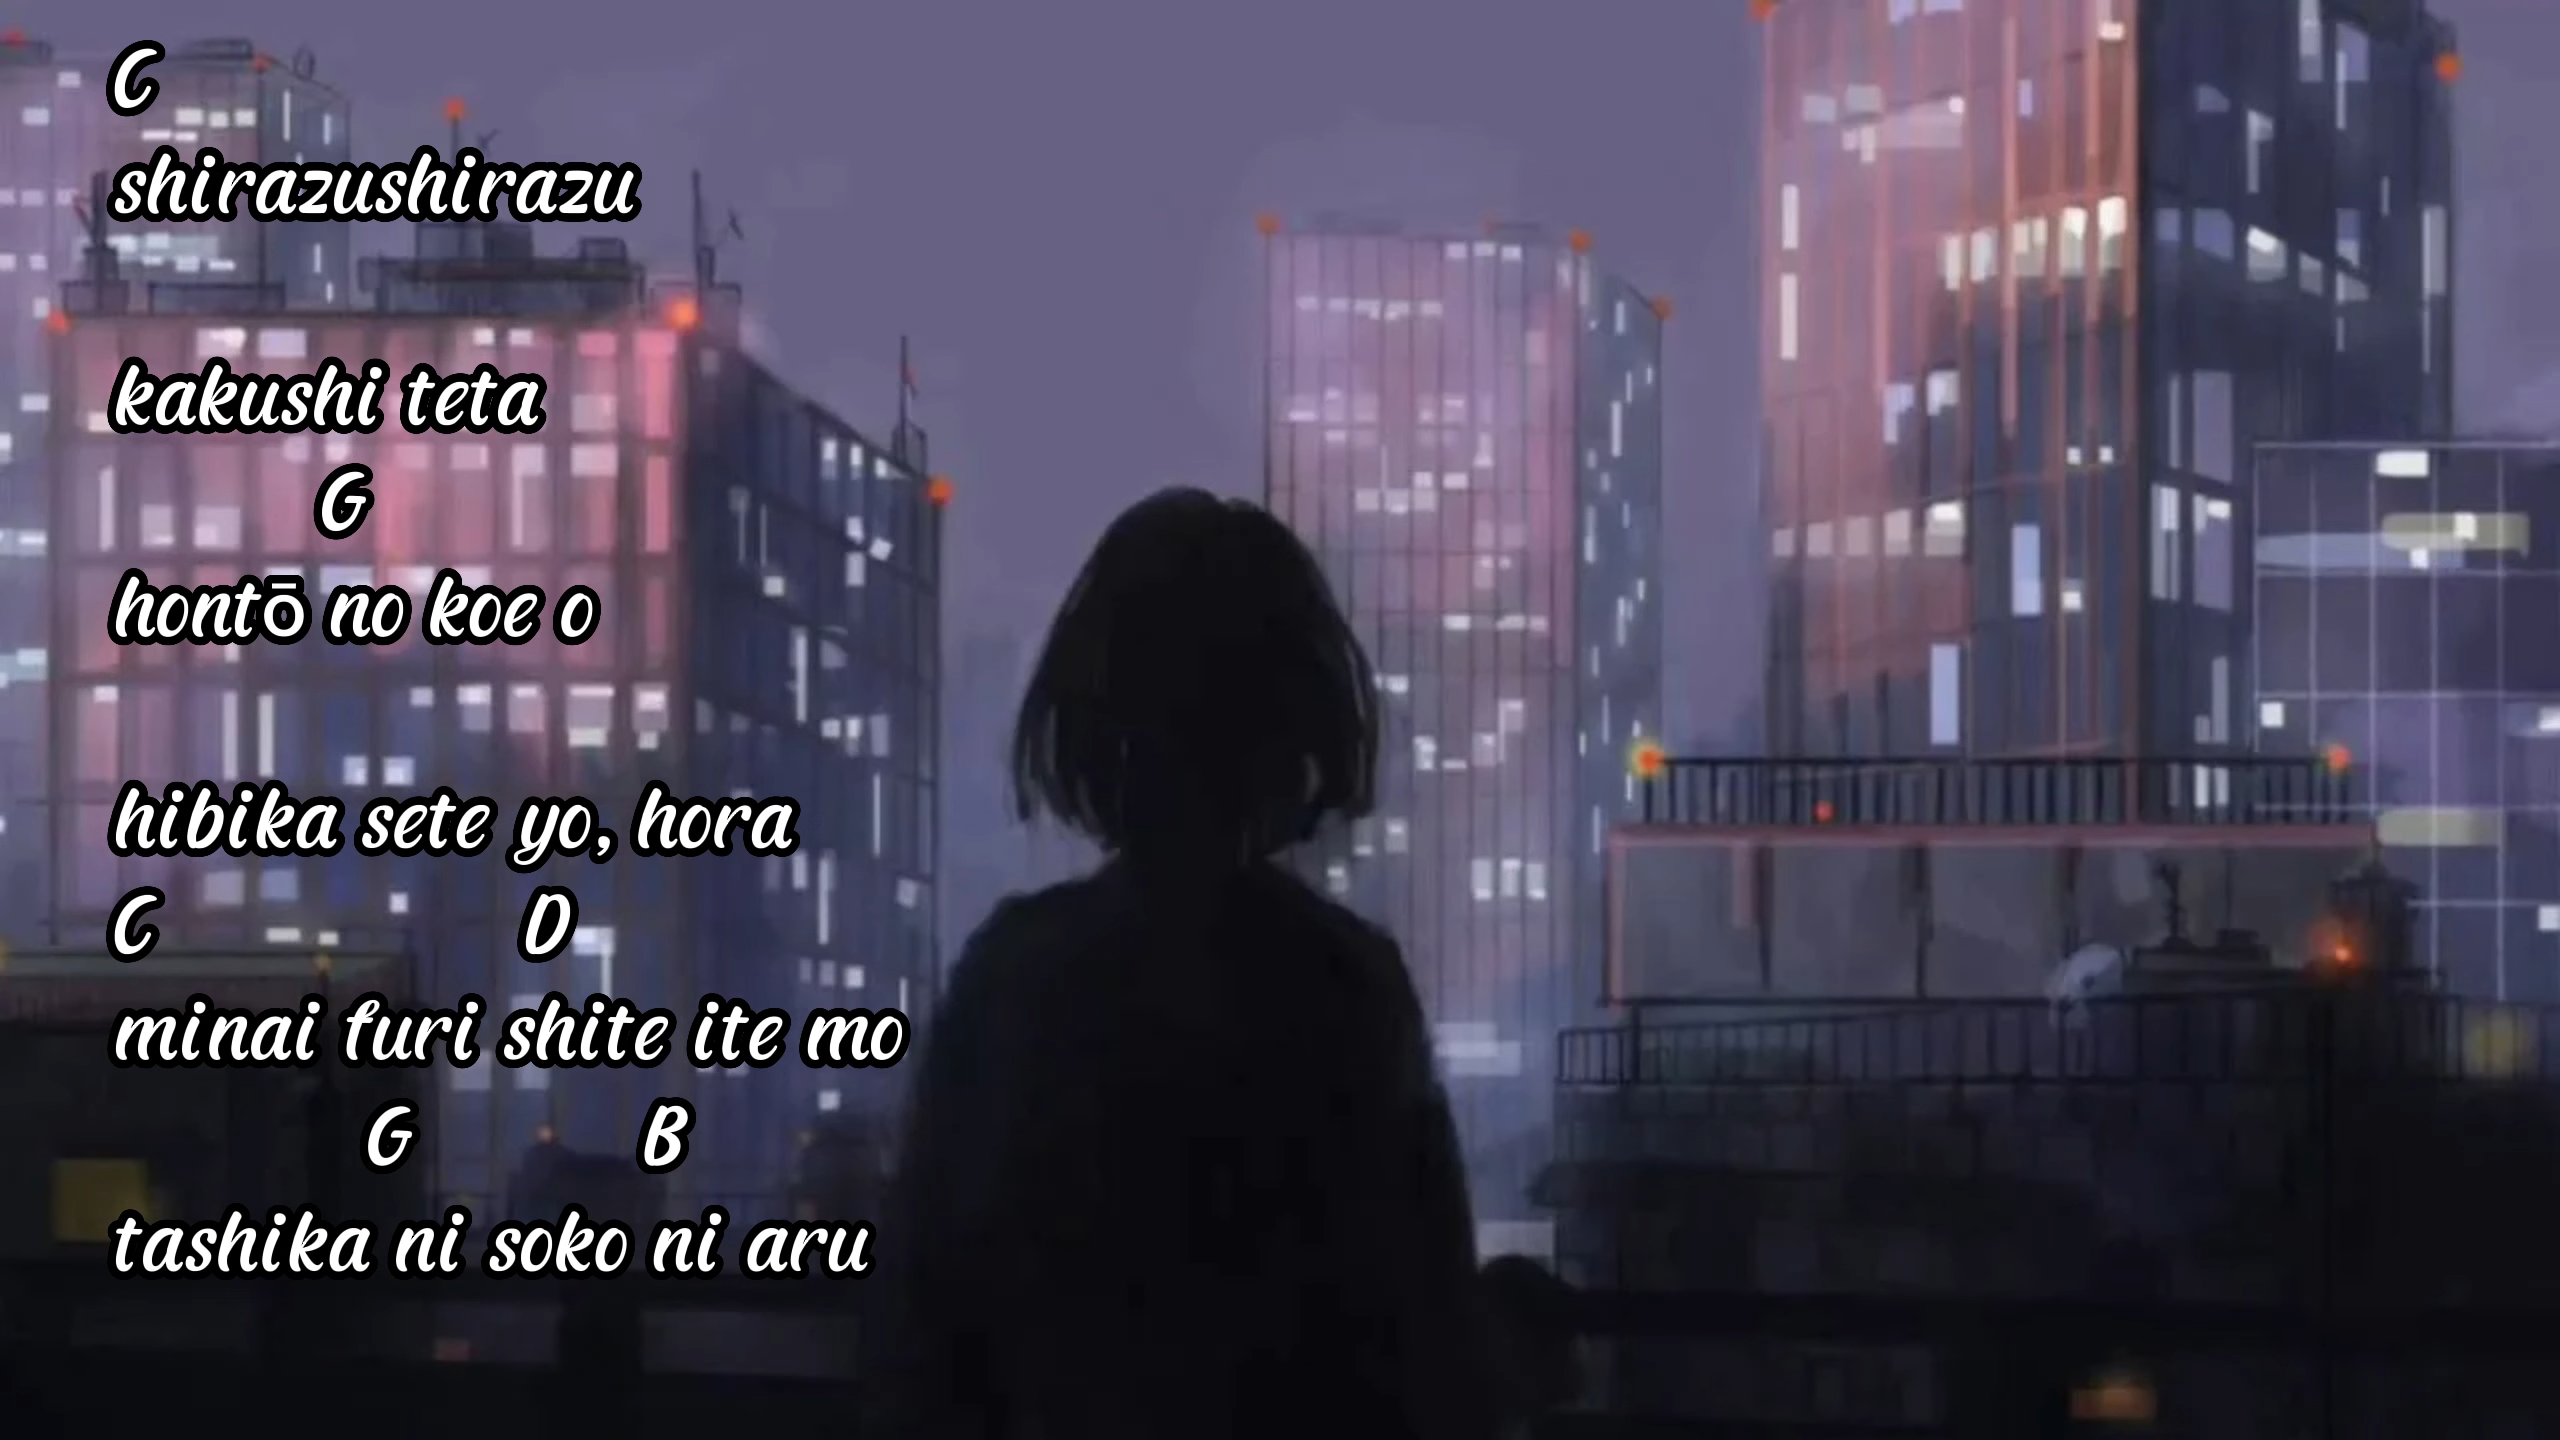 C
shirazushirazu
kakushi teta
G
hontō no koe o
hibika sete yo, hora
C D
minai furi shite ite mo
G B
tashika ni soko ni aru